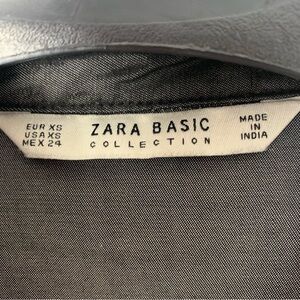 EUR XS
USA XS
MEX 24
ZARA BASIC
COLLECTION
MADE
IN
INDIA